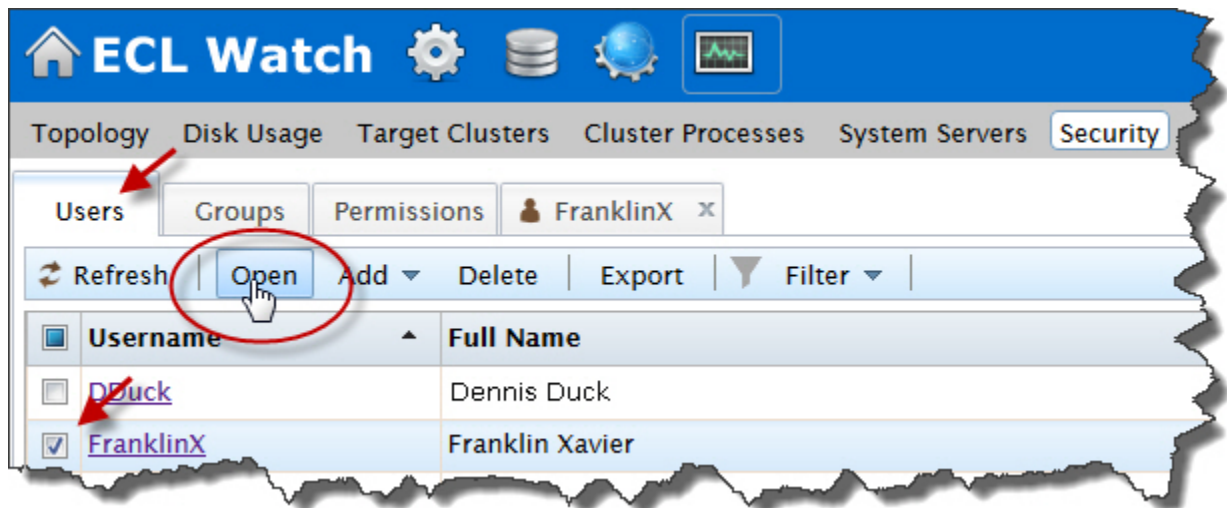 ECL Watch
Topology Disk Usage Target Clusters Cluster Processes System Servers Security
Users Groups Permissions FranklinX x
Refresh Open Add Delete Export Filter
Username Full Name
DDuck Dennis Duck
FranklinX Franklin Xavier